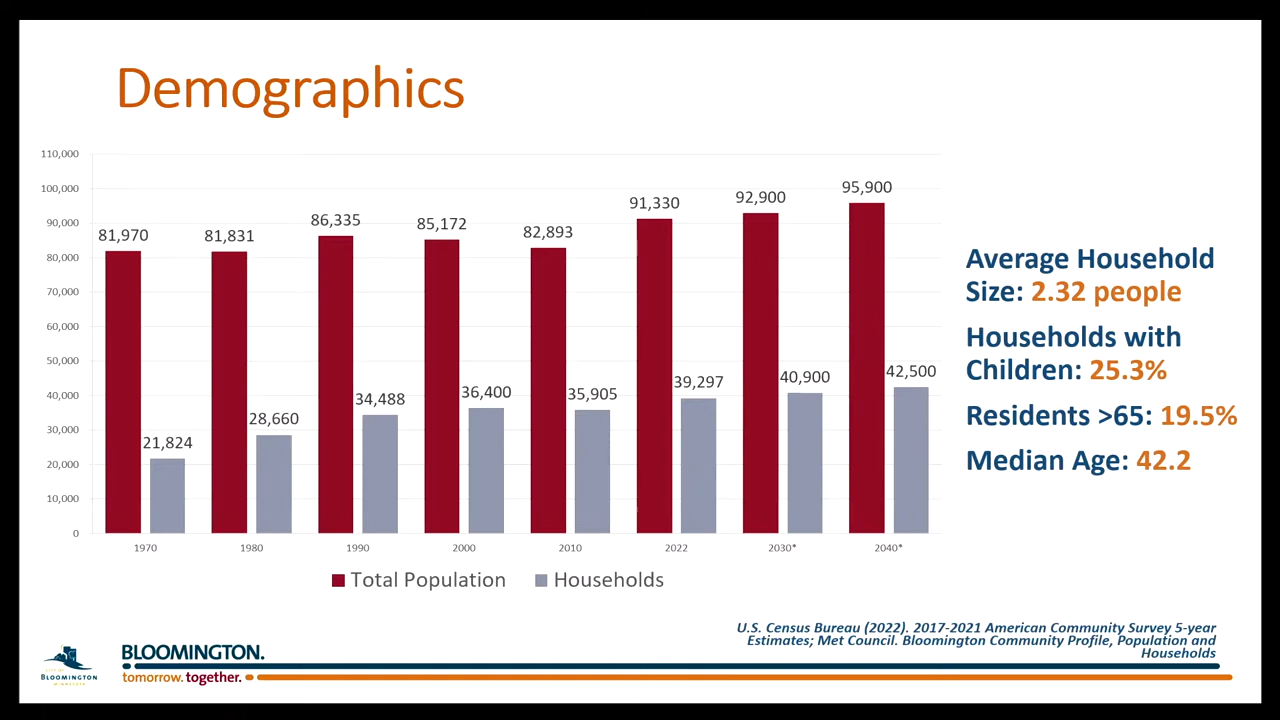 Demographics
110,000
100,000
90,000
80,000
70,000
60,000
50,000
40,000
30,000
20,000
10,000
0
81,970
21,824
81,831
28,660
86,335
34,488
85,172
36,400
82,893
35,905
91,330
39,297
92,900
40,900
95,900
42,500
1970
1980
1990
2000
2010
2022
2030*
2040*
Total Population
Households
Average Household
Size: 2.32 people
Households with
Children: 25.3%
Residents >65: 19.5%
Median Age: 42.2
U.S. Census Bureau (2022). 2017-2021 American Community Survey 5-year
Estimates; Met Council. Bloomington Community Profile, Population and
Households
CITY OF
BLOOMINGTON
MINNESOTA
BLOOMINGTON.
tomorrow. together.